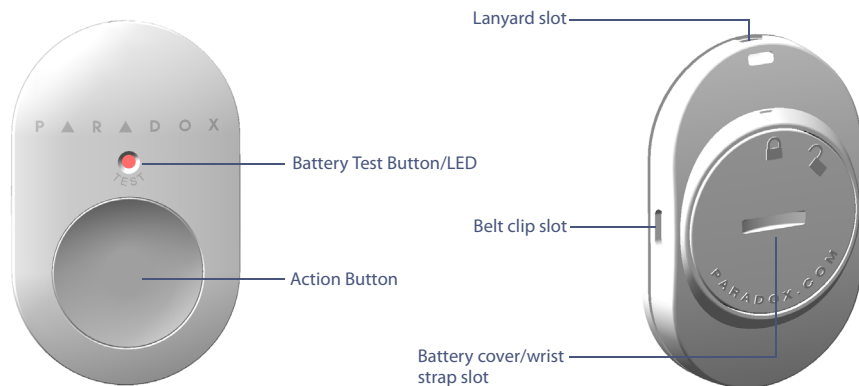 Lanyard slot
PARADOX
TEST
Battery Test Button/LED
Action Button
Belt clip slot
PARADOX.COM
Battery cover/wrist
strap slot